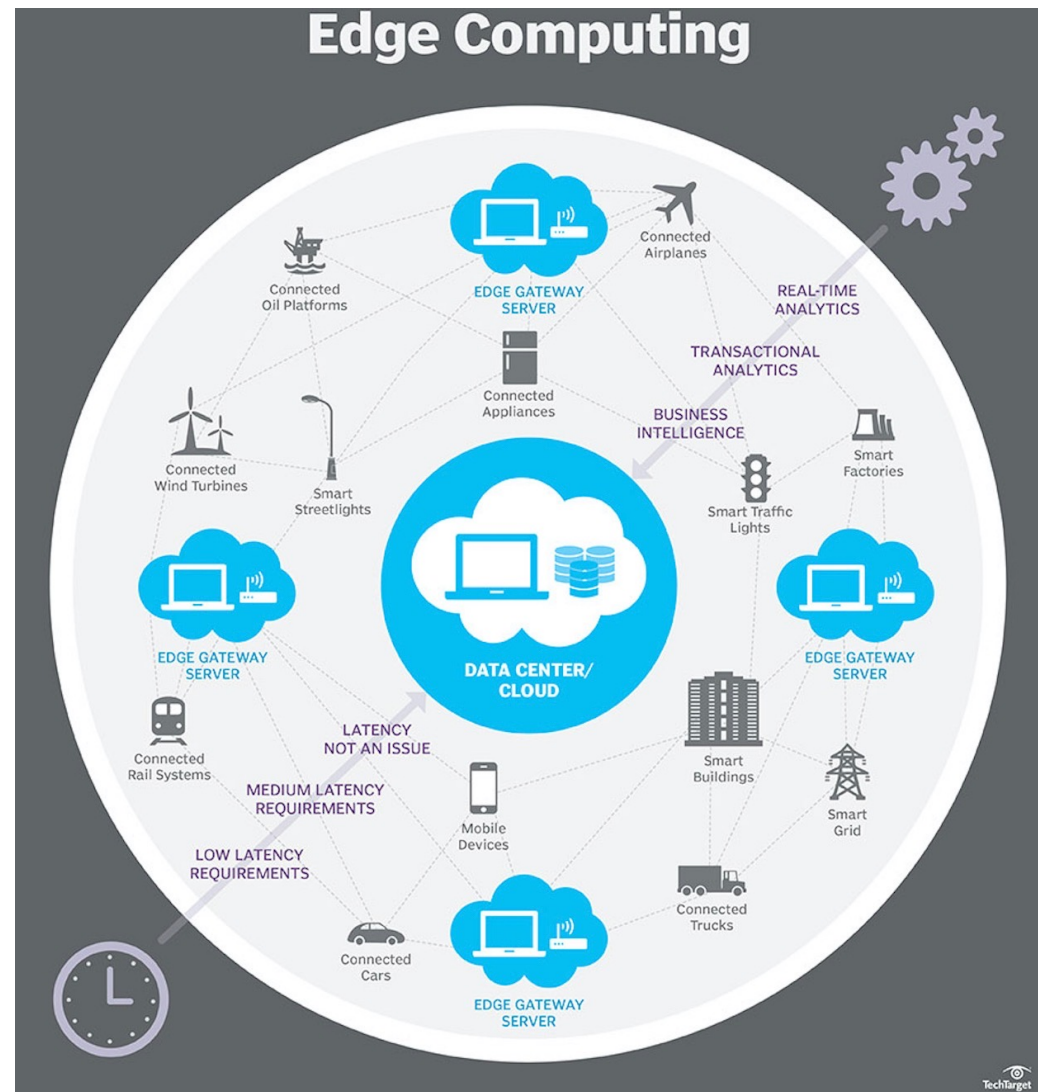 Edge Computing
Connected
Airplanes
Connected
Oil Platforms
EDGE GATEWAY
SERVER
REAL-TIME
ANALYTICS
TRANSACTIONAL
ANALYTICS
Connected
Appliances
BUSINESS
INTELLIGENCE
Connected
Wind Turbines
Smart
Streetlights
Smart
Factories
Smart Traffic
Lights
EDGE GATEWAY
SERVER
DATA CENTER/
CLOUD
EDGE GATEWAY
SERVER
Connected
Rail Systems
LATENCY
NOT AN ISSUE
Smart
Buildings
MEDIUM LATENCY
REQUIREMENTS
Mobile
Devices
Smart
Grid
LOW LATENCY
REQUIREMENTS
Connected
Trucks
Connected
Cars
EDGE GATEWAY
SERVER
TechTarget